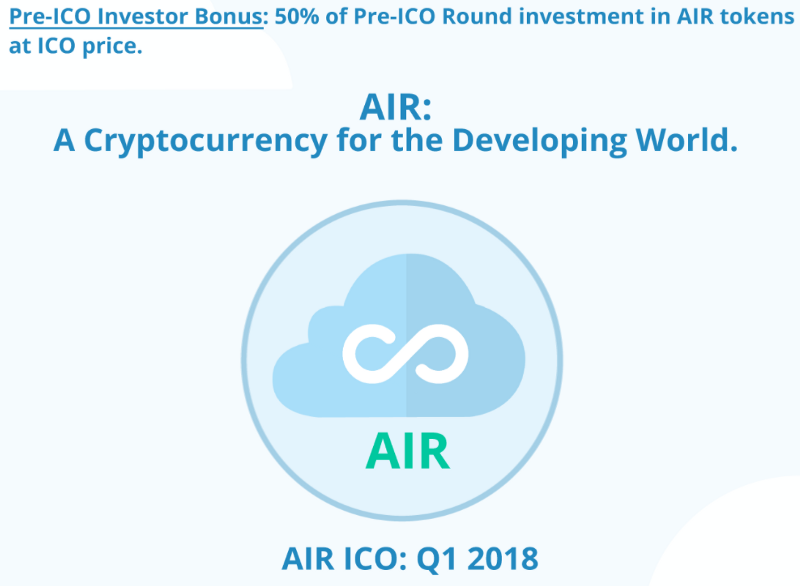 Pre-ICO Investor Bonus: 50% of Pre-ICO Round investment in AIR tokens
at ICO price.
AIR:
A Cryptocurrency for the Developing World.
AIR
AIR ICO: Q1 2018